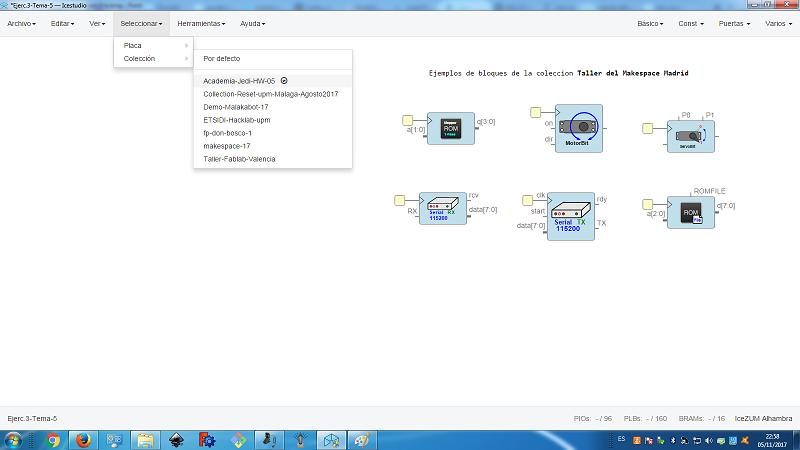 *Ejerc.3-Tema-5 — Icestudio
Archivo Editar Ver Seleccionar Herramientas Ayuda Básico Const Puertas Varios
Placa
Colección
Por defecto
Academia-Jedi-HW-05
Collection-Reset-upm-Malaga-Agosto2017
Demo-Malakabot-17
ETSIDI-Hacklab-upm
fp-don-bosco-1
makespace-17
Taller-Fablab-Valencia
Ejemplos de bloques de la coleccion Taller del Makespace Madrid
a[1:0]
Stepper
ROM
q[3:0]
on
dir
MotorBit
P0 P1
ServoBit
RX
Serial RX
115200
rcv
data[7:0]
clk
start
data[7:0]
Serial TX
115200
rdy
TX
ROMFILE
a[2:0]
ROM
File
d[7:0]
Ejerc.3-Tema-5
PIOs: - / 96 PLBs: - / 160 BRAMs: - / 16 IceZUM Alhambra
ES
22:58
05/11/2017